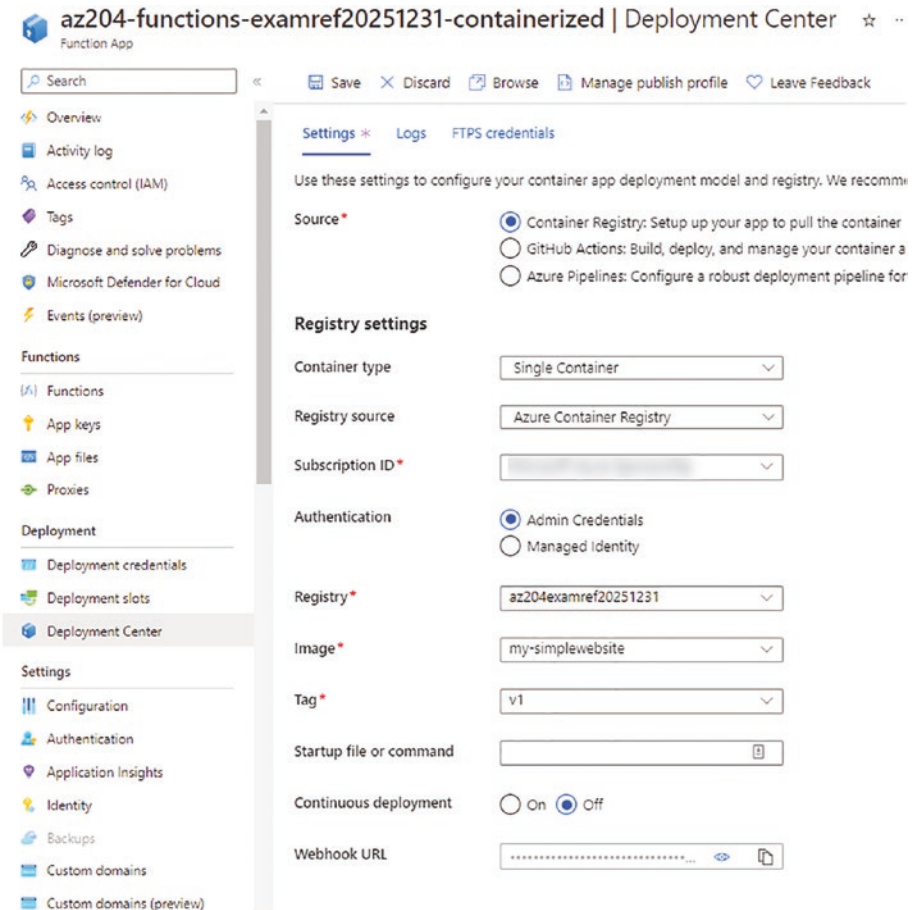 az204-functions-examref20251231-containerized | Deployment Center
Function App
Search
Save
Discard
Browse
Manage publish profile
Leave Feedback
Overview
Activity log
Access control (IAM)
Tags
Diagnose and solve problems
Microsoft Defender for Cloud
Events (preview)
Functions
Functions
App keys
App files
Proxies
Deployment
Deployment credentials
Deployment slots
Deployment Center
Settings
Configuration
Authentication
Application Insights
Identity
Backups
Custom domains
Custom domains (preview)
Settings *
Logs
FTPS credentials
Use these settings to configure your container app deployment model and registry. We recomm
Source*
Container Registry: Setup up your app to pull the container
GitHub Actions: Build, deploy, and manage your container a
Azure Pipelines: Configure a robust deployment pipeline for
Registry settings
Container type
Single Container
Registry source
Azure Container Registry
Subscription ID*
Authentication
Admin Credentials
Managed Identity
Registry*
az204examref20251231
Image*
my-simplewebsite
Tag*
v1
Startup file or command
Continuous deployment
On
Off
Webhook URL